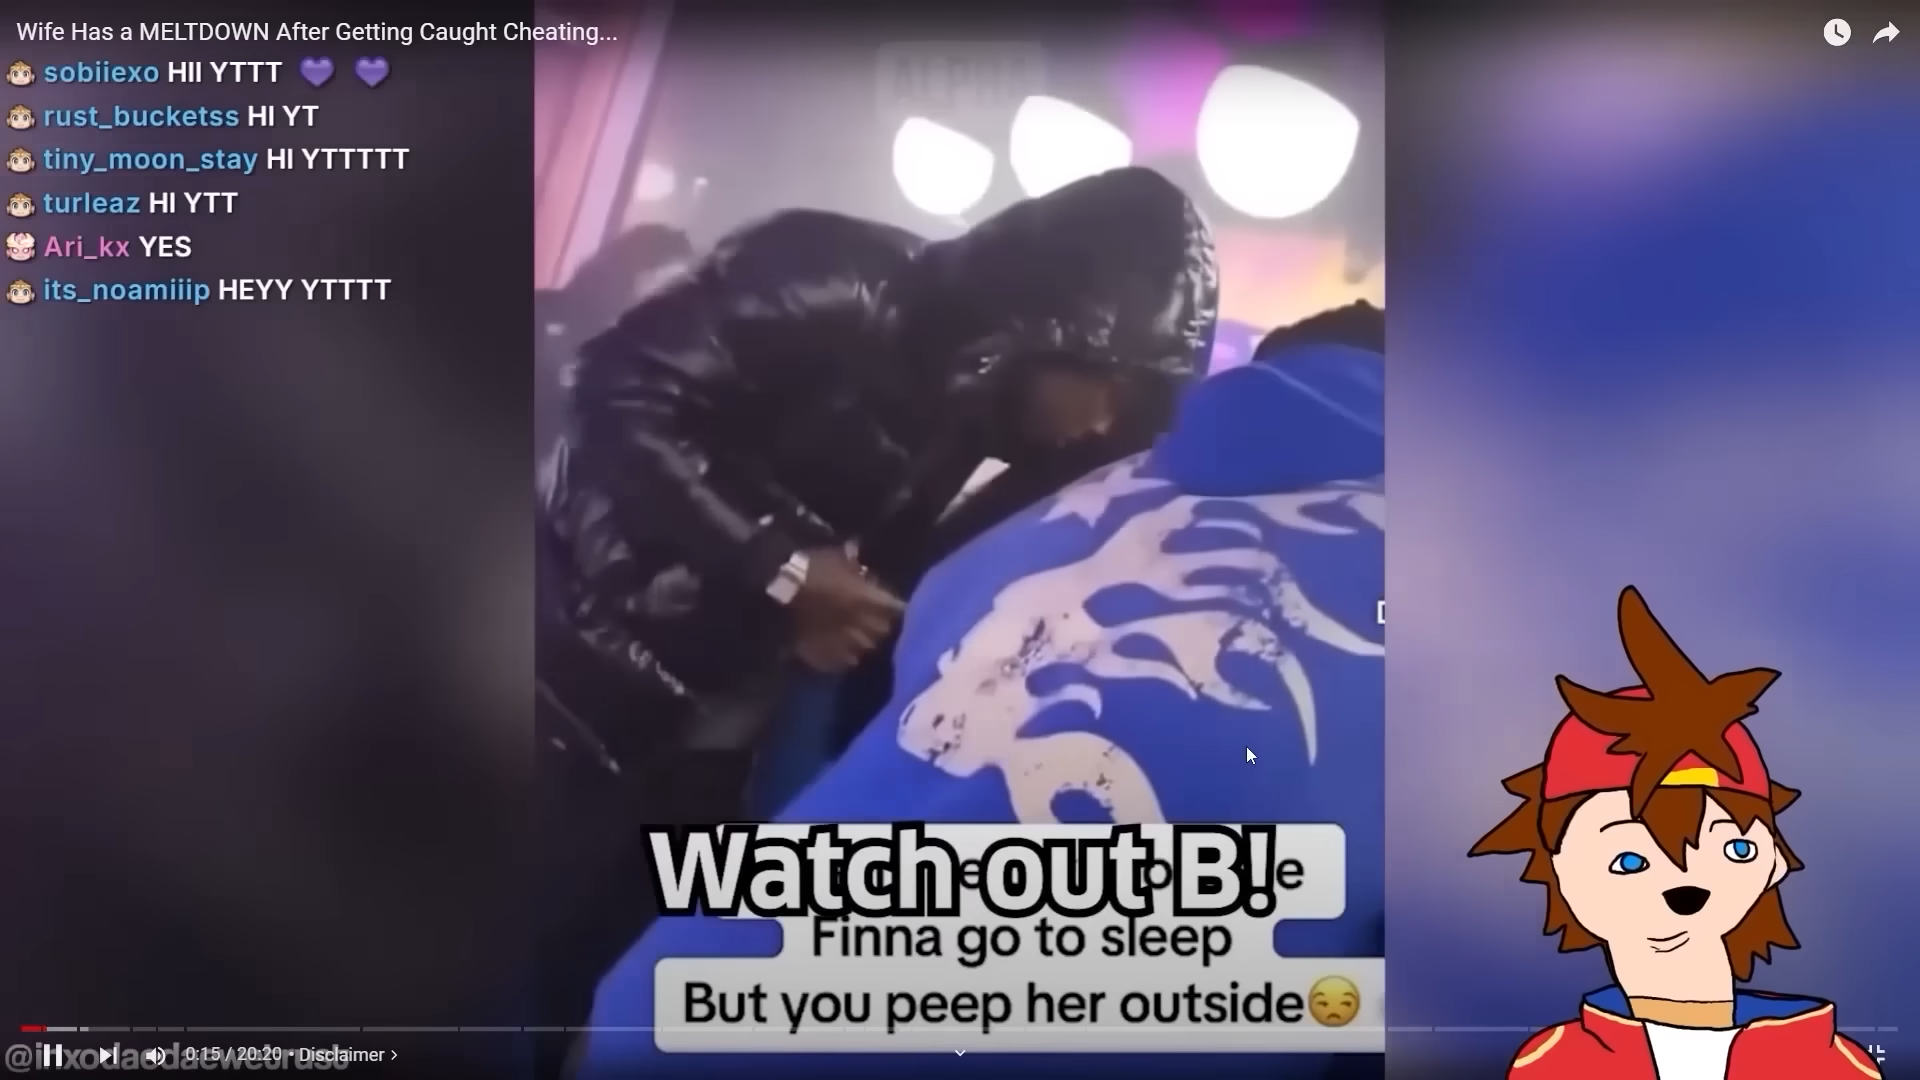 Wife Has a MELTDOWN After Getting Caught Cheating...
sobiiexo HII YTTT 💜 💜
rust_bucketss HI YT
tiny_moon_stay HI YTTTTT
turleaz HI YTT
Ari_kx YES
its_noamiiip HEYY YTTTT
Watch out B!
Finna go to sleep
But you peep her outside😒
0:15 / 20:20 • Disclaimer ›